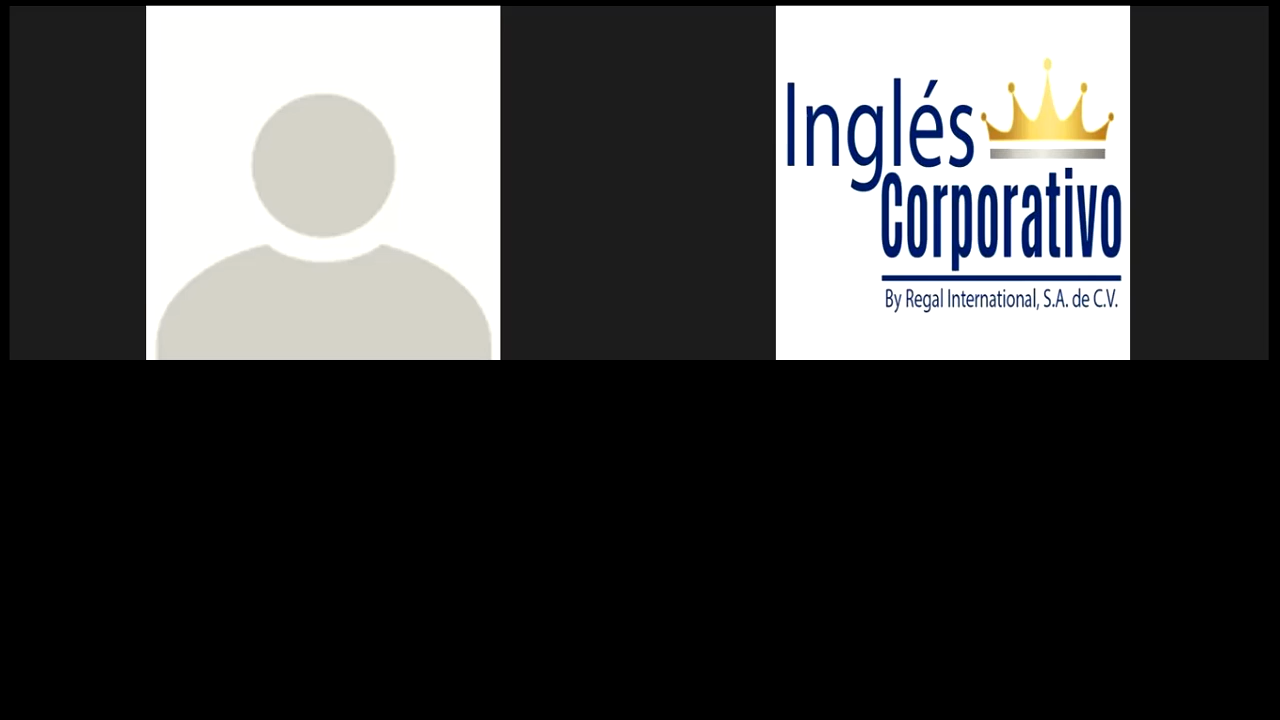 Inglés
Corporativo
By Regal International, S.A. de C.V.